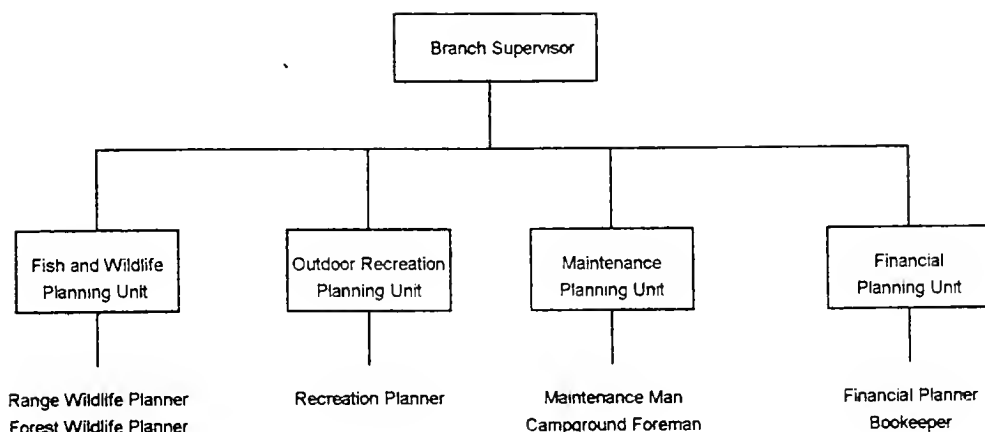 Branch Supervisor
Fish and Wildlife
Planning Unit
Outdoor Recreation
Planning Unit
Maintenance
Planning Unit
Financial
Planning Unit
Range Wildlife Planner
Forest Wildlife Planner
Recreation Planner
Maintenance Man
Campground Foreman
Financial Planner
Bookeeper